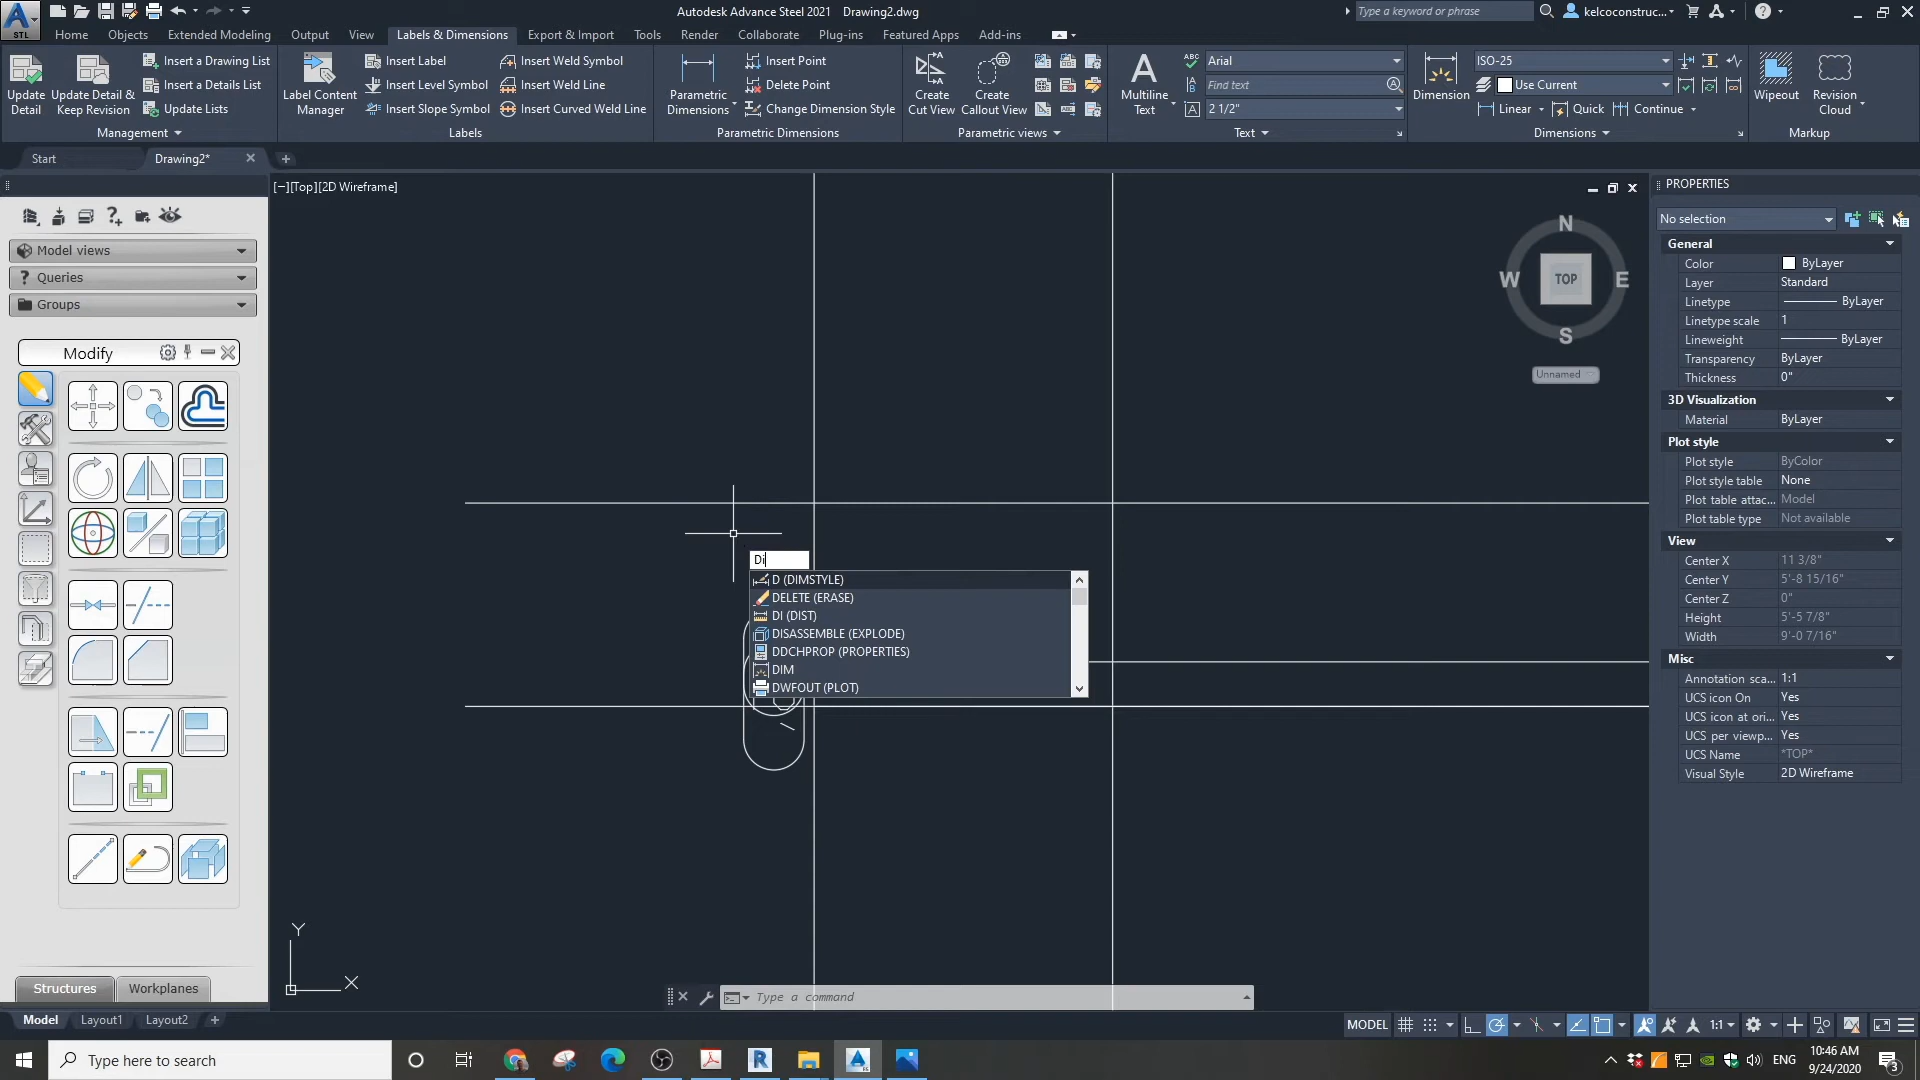 Autodesk Advance Steel 2021    Drawing2.dwg
Type a keyword or phrase
kelcoconstruc...
STL
Home
Objects
Extended Modeling
Output
View
Labels & Dimensions
Export & Import
Tools
Render
Collaborate
Plug-ins
Featured Apps
Add-ins
Update Detail
Update Detail & Keep Revision
Insert a Drawing List
Insert a Details List
Update Lists
Management
Label Content Manager
Insert Label
Insert Level Symbol
Insert Slope Symbol
Insert Weld Symbol
Insert Weld Line
Insert Curved Weld Line
Labels
Parametric Dimensions
Insert Point
Delete Point
Change Dimension Style
Parametric Dimensions
Create Cut View
Create Callout View
Parametric views
Multiline Text
ABC
Arial
Find text
2 1/2"
Text
Dimension
ISO-25
Use Current
Linear
Quick
Continue
Dimensions
Wipeout
Revision Cloud
Markup
Start
Drawing2*
[−][Top][2D Wireframe]
Model views
Queries
Groups
Modify
Structures
Workplanes
N
W
TOP
E
S
Unnamed
Di
D (DIMSTYLE)
DELETE (ERASE)
DI (DIST)
DISASSEMBLE (EXPLODE)
DDCHPROP (PROPERTIES)
DIM
DWFOUT (PLOT)
Y
X
Type a command
PROPERTIES
No selection
General
Color ByLayer
Layer Standard
Linetype ByLayer
Linetype scale 1
Lineweight ByLayer
Transparency ByLayer
Thickness 0"
3D Visualization
Material ByLayer
Plot style
Plot style ByColor
Plot style table None
Plot table attac... Model
Plot table type Not available
View
Center X 11 3/8"
Center Y 5'-8 15/16"
Center Z 0"
Height 5'-5 7/8"
Width 9'-0 7/16"
Misc
Annotation sca... 1:1
UCS icon On Yes
UCS icon at ori... Yes
UCS per viewp... Yes
UCS Name *TOP*
Visual Style 2D Wireframe
Model
Layout1
Layout2
MODEL
1:1
Type here to search
ENG
10:46 AM
9/24/2020
3